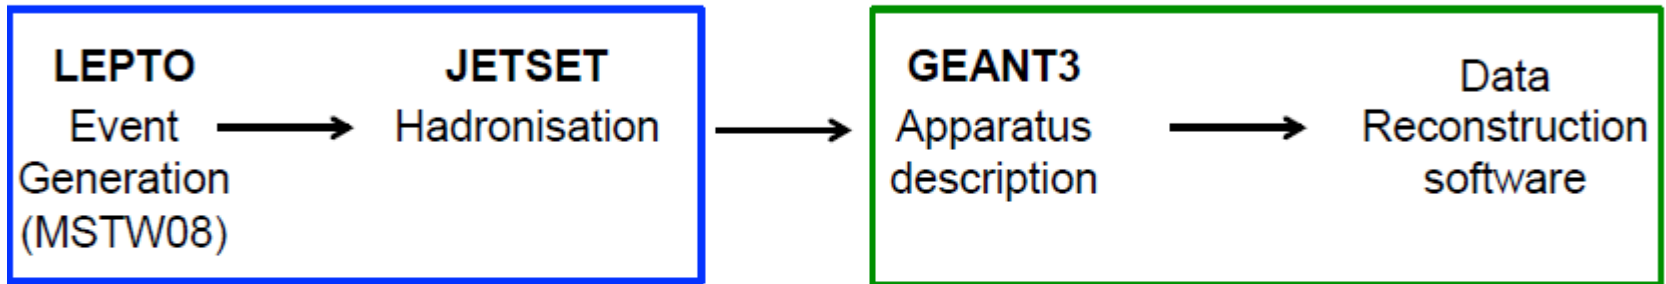 LEPTO
Event
Generation
(MSTW08)
JETSET
Hadronisation
GEANT3
Apparatus
description
Data
Reconstruction
software